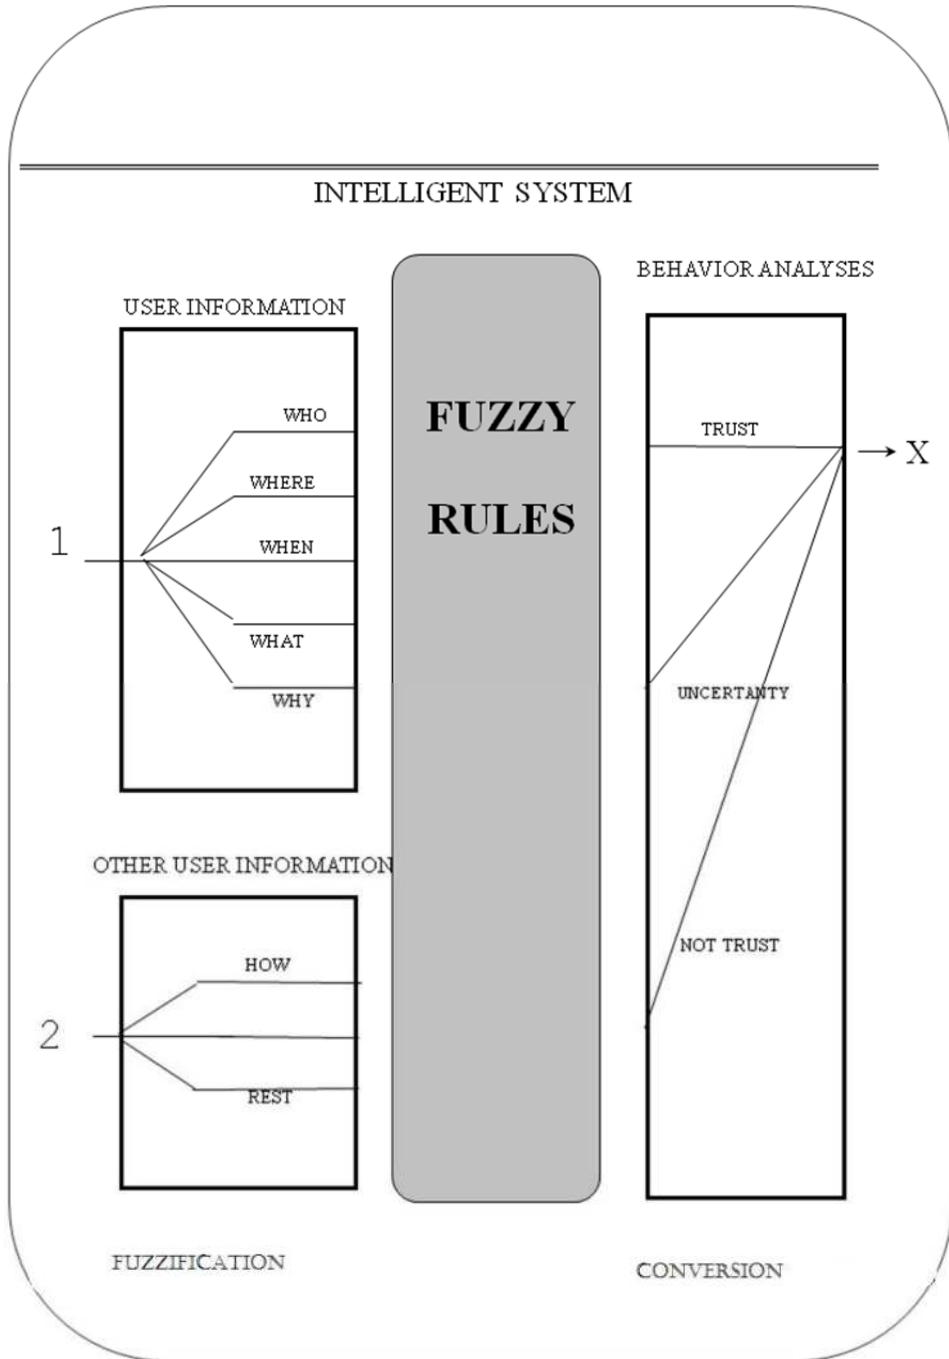 INTELLIGENT SYSTEM
BEHAVIOR ANALYSES
USER INFORMATION
WHO
WHERE
WHEN
WHAT
WHY
1
FUZZY
RULES
TRUST
X
UNCERTANTY
NOT TRUST
OTHER USER INFORMATION
HOW
REST
2
FUZZIFICATION
CONVERSION